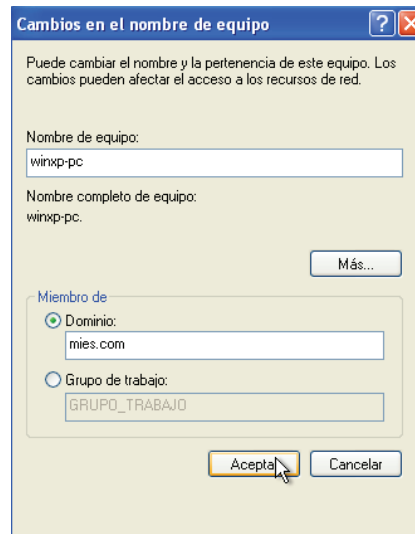 Cambios en el nombre de equipo
Puede cambiar el nombre y la pertenencia de este equipo. Los
cambios pueden afectar el acceso a los recursos de red.
Nombre de equipo:
winxp-pc
Nombre completo de equipo:
winxp-pc.
Más...
Miembro de
Dominio:
mies.com
Grupo de trabajo:
GRUPO_TRABAJO
Aceptar
Cancelar